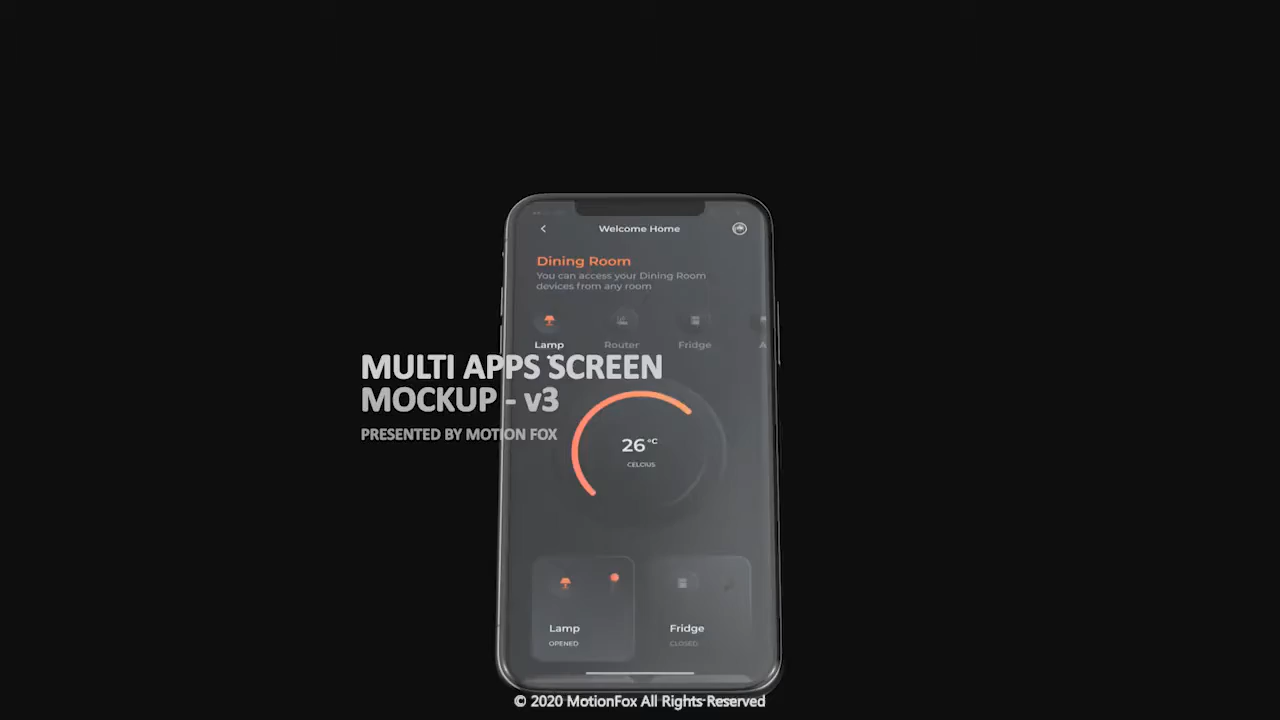 Welcome Home
Dining Room
You can access your Dining Room
devices from any room
Lamp Router Fridge A
MULTI APPS SCREEN
MOCKUP - v3
PRESENTED BY MOTION FOX
26 °C
CELCIUS
Lamp Fridge
OPENED CLOSED
© 2020 MotionFox All Rights Reserved